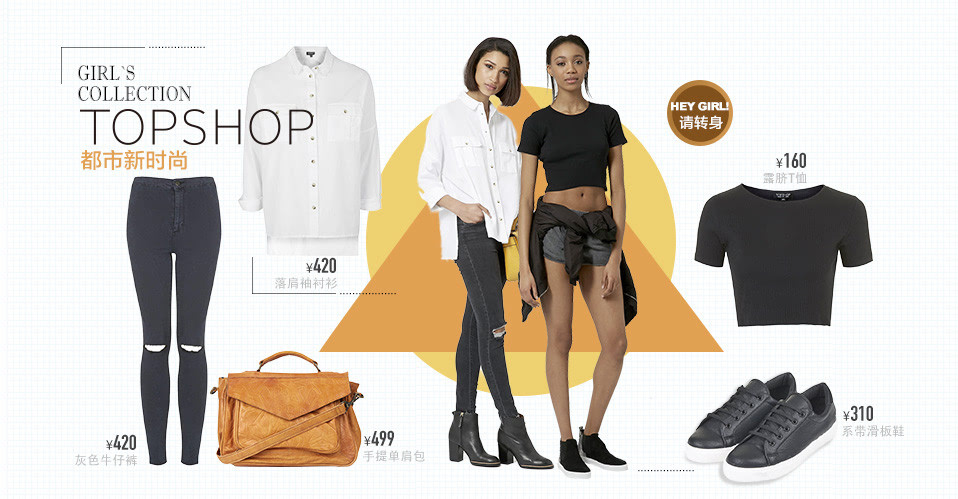 GIRL`S
COLLECTION
TOPSHOP
都市新时尚
HEY GIRL!
请转身
¥160
露脐T恤
¥420
落肩袖衬衫
¥420
灰色牛仔裤
¥499
手提单肩包
¥310
系带滑板鞋